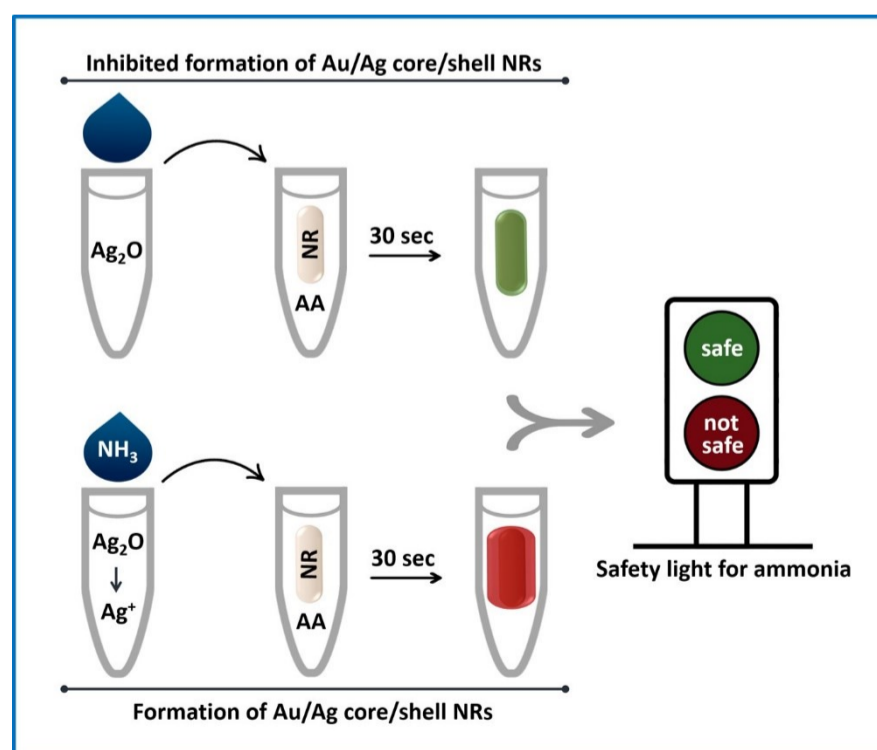 Inhibited formation of Au/Ag core/shell NRs
Ag₂O
NR
AA
30 sec
NH₃
Ag₂O
Ag⁺
NR
AA
30 sec
Formation of Au/Ag core/shell NRs
safe
not
safe
Safety light for ammonia